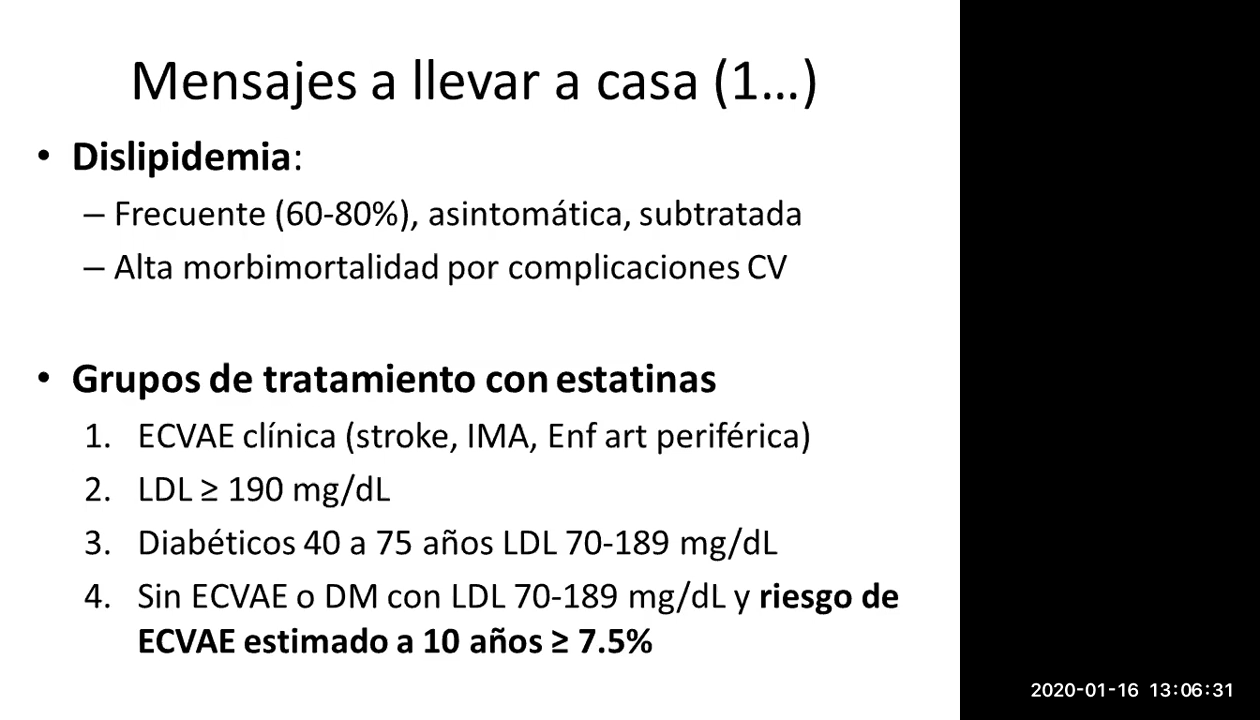 Mensajes a llevar a casa (1...)
• Dislipidemia:
– Frecuente (60-80%), asintomática, subtratada
– Alta morbimortalidad por complicaciones CV
• Grupos de tratamiento con estatinas
1. ECVAE clínica (stroke, IMA, Enf art periférica)
2. LDL ≥ 190 mg/dL
3. Diabéticos 40 a 75 años LDL 70-189 mg/dL
4. Sin ECVAE o DM con LDL 70-189 mg/dL y riesgo de
ECVAE estimado a 10 años ≥ 7.5%
2020-01-16 13:06:31